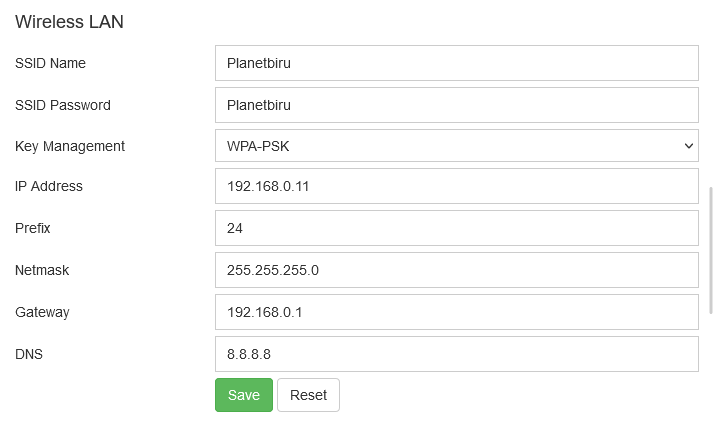 Wireless LAN
SSID Name Planetbiru
SSID Password Planetbiru
Key Management WPA-PSK
IP Address 192.168.0.11
Prefix 24
Netmask 255.255.255.0
Gateway 192.168.0.1
DNS 8.8.8.8
Save Reset